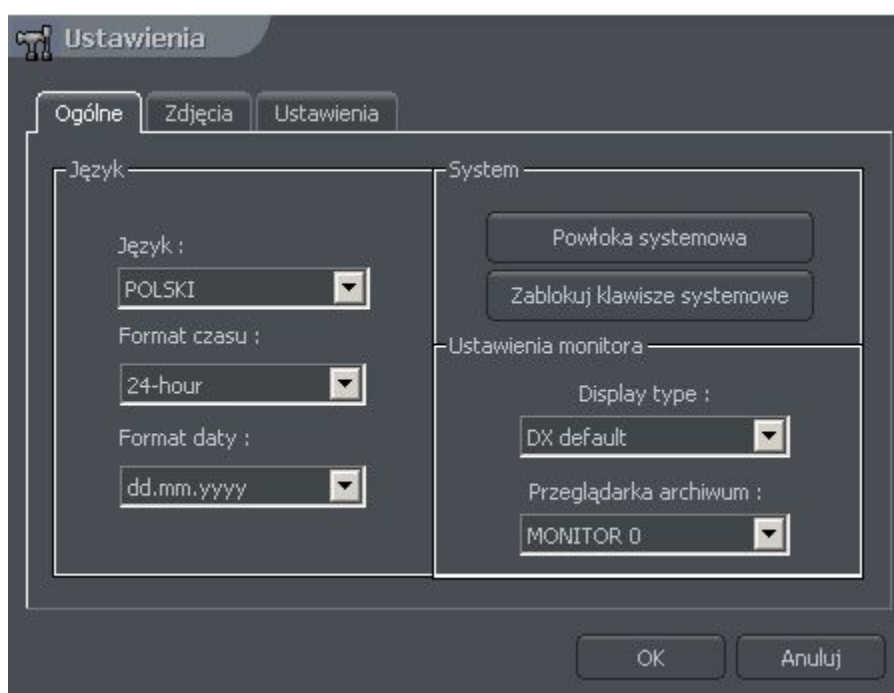 Ustawienia
Ogólne Zdjęcia Ustawienia
Język
Język :
POLSKI
Format czasu :
24-hour
Format daty :
dd.mm.yyyy
System
Powłoka systemowa
Zablokuj klawisze systemowe
Ustawienia monitora
Display type :
DX default
Przeglądarka archiwum :
MONITOR 0
OK Anuluj